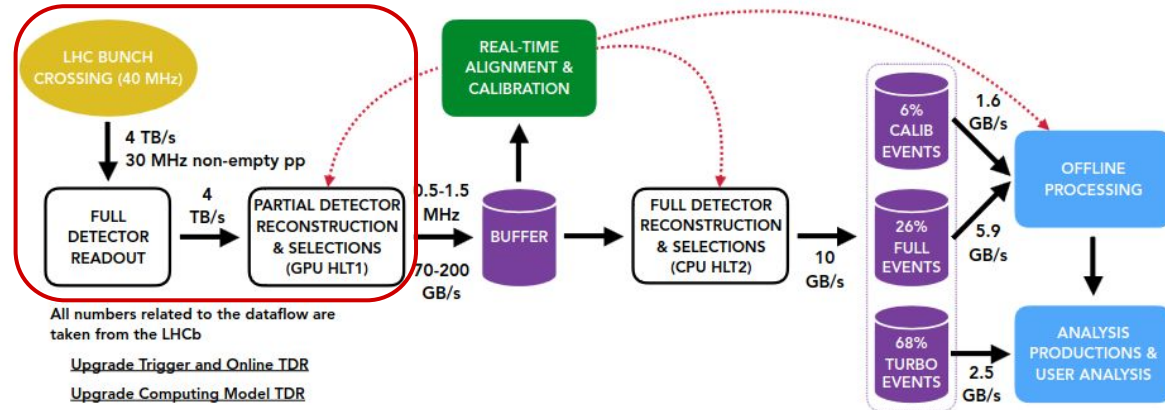 LHC BUNCH
CROSSING (40 MHz)
4 TB/s
30 MHz non-empty pp
FULL
DETECTOR
READOUT
4
TB/s
PARTIAL DETECTOR
RECONSTRUCTION
& SELECTIONS
(GPU HLT1)
0.5-1.5
MHz
70-200
GB/s
REAL-TIME
ALIGNMENT &
CALIBRATION
BUFFER
FULL DETECTOR
RECONSTRUCTION
& SELECTIONS
(CPU HLT2)
10
GB/s
6%
CALIB
EVENTS
26%
FULL
EVENTS
68%
TURBO
EVENTS
1.6
GB/s
5.9
GB/s
2.5
GB/s
OFFLINE
PROCESSING
ANALYSIS
PRODUCTIONS &
USER ANALYSIS
All numbers related to the dataflow are
taken from the LHCb
Upgrade Trigger and Online TDR
Upgrade Computing Model TDR